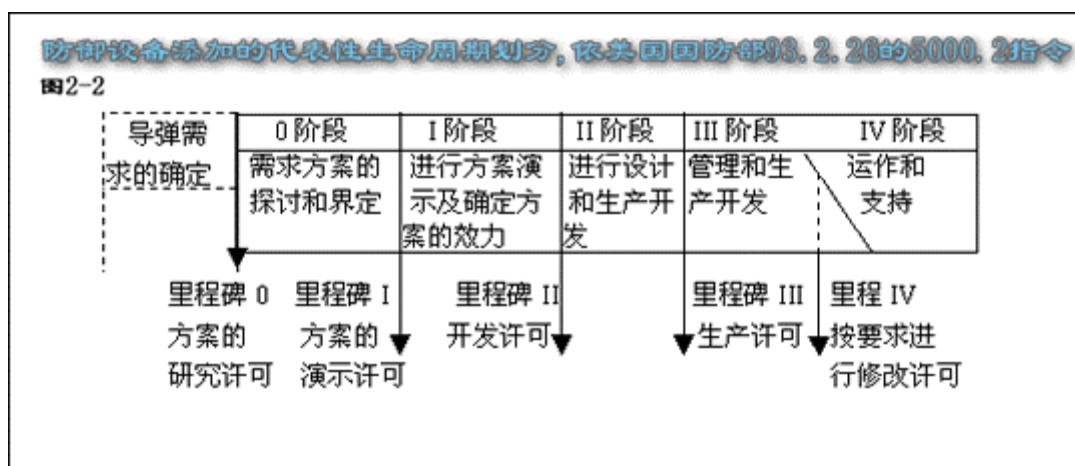 防御设备添加的代表性生命周期划分,依美国国防部93.2.26的5000.2指令
图2-2
导弹需
求的确定
0 阶段
I 阶段
II 阶段
III 阶段
IV 阶段
需求方案的
探讨和界定
进行方案演
示及确定方
案的效力
进行设计
和生产开
发
管理和生
产开发
运作和
支持
里程碑 0
方案的
研究许可
里程碑 I
方案的
演示许可
里程碑 II
开发许可
里程碑 III
生产许可
里程 IV
按要求进
行修改许可